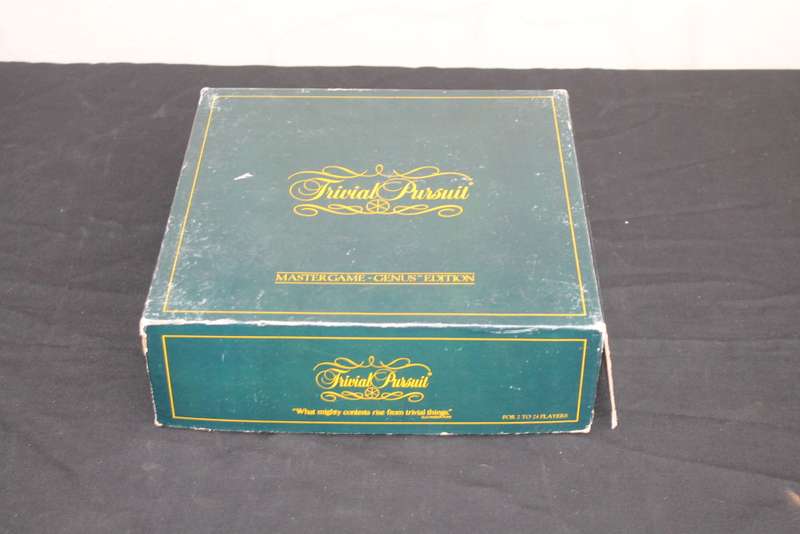 Trivial Pursuit®
MASTER GAME - GENUS™ EDITION
Trivial Pursuit®
"What mighty contests rise from trivial things."
FOR 2 TO 24 PLAYERS